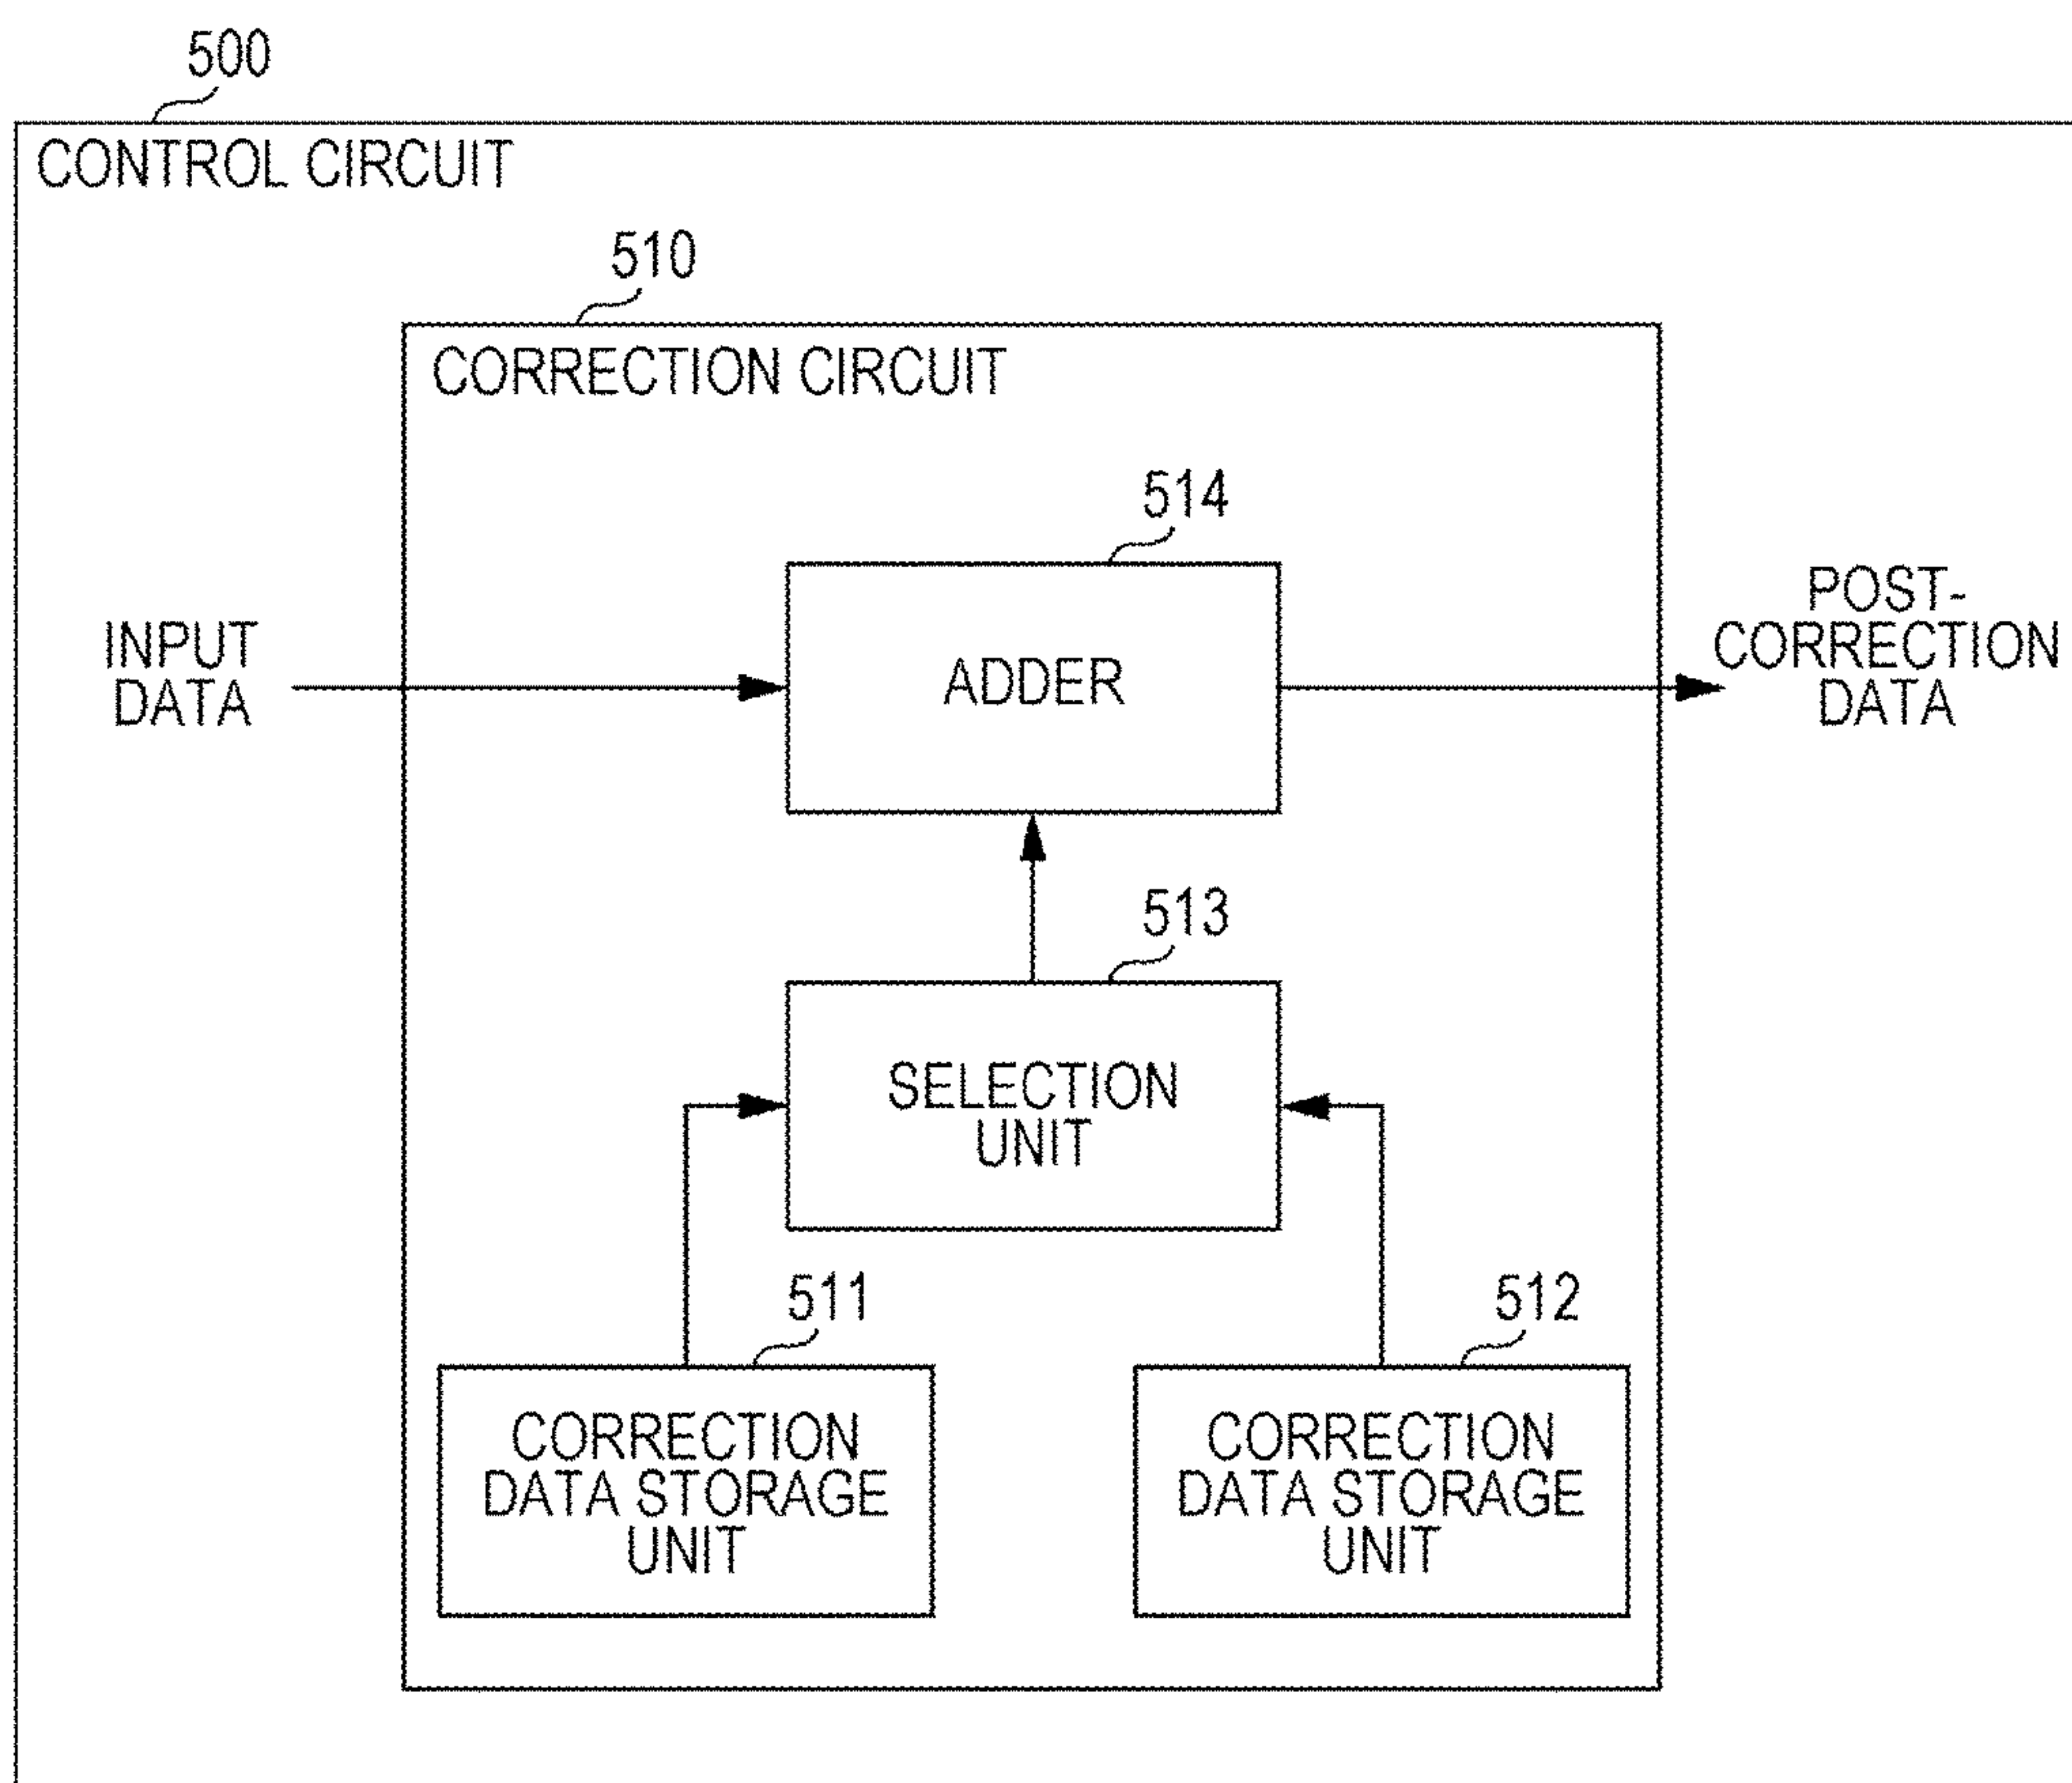 500
CONTROL CIRCUIT
510
CORRECTION CIRCUIT
514
INPUT
DATA
ADDER
POST-
CORRECTION
DATA
513
SELECTION
UNIT
511
512
CORRECTION
DATA STORAGE
UNIT
CORRECTION
DATA STORAGE
UNIT